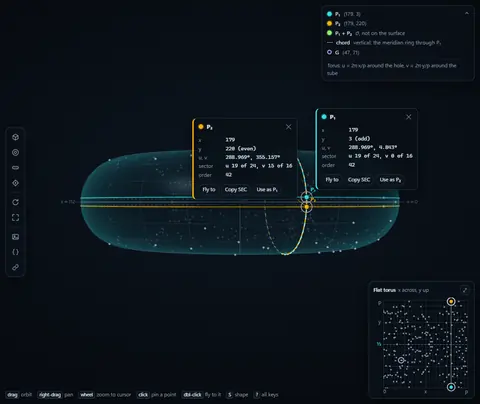 P₁ (179, 3)
P₂ (179, 220)
P₁ + P₂ ∅, not on the surface
chord vertical: the meridian ring through P₁
G (47, 71)
Torus: u = 2π·x/p around the hole, v = 2π·y/p around the tube
P₂
x 179
y 220 (even)
u, v 288.969°, 355.157°
sector u 19 of 24, v 15 of 16
order 42
Fly to Copy SEC Use as P₁
P₁
x 179
y 3 (odd)
u, v 288.969°, 4.843°
sector u 19 of 24, v 0 of 16
order 42
Fly to Copy SEC Use as P₂
Flat torus x across, y up
p
y
½
0 x p
drag orbit right-drag pan wheel zoom to cursor click pin a point dbl-click fly to it S shape ? all keys